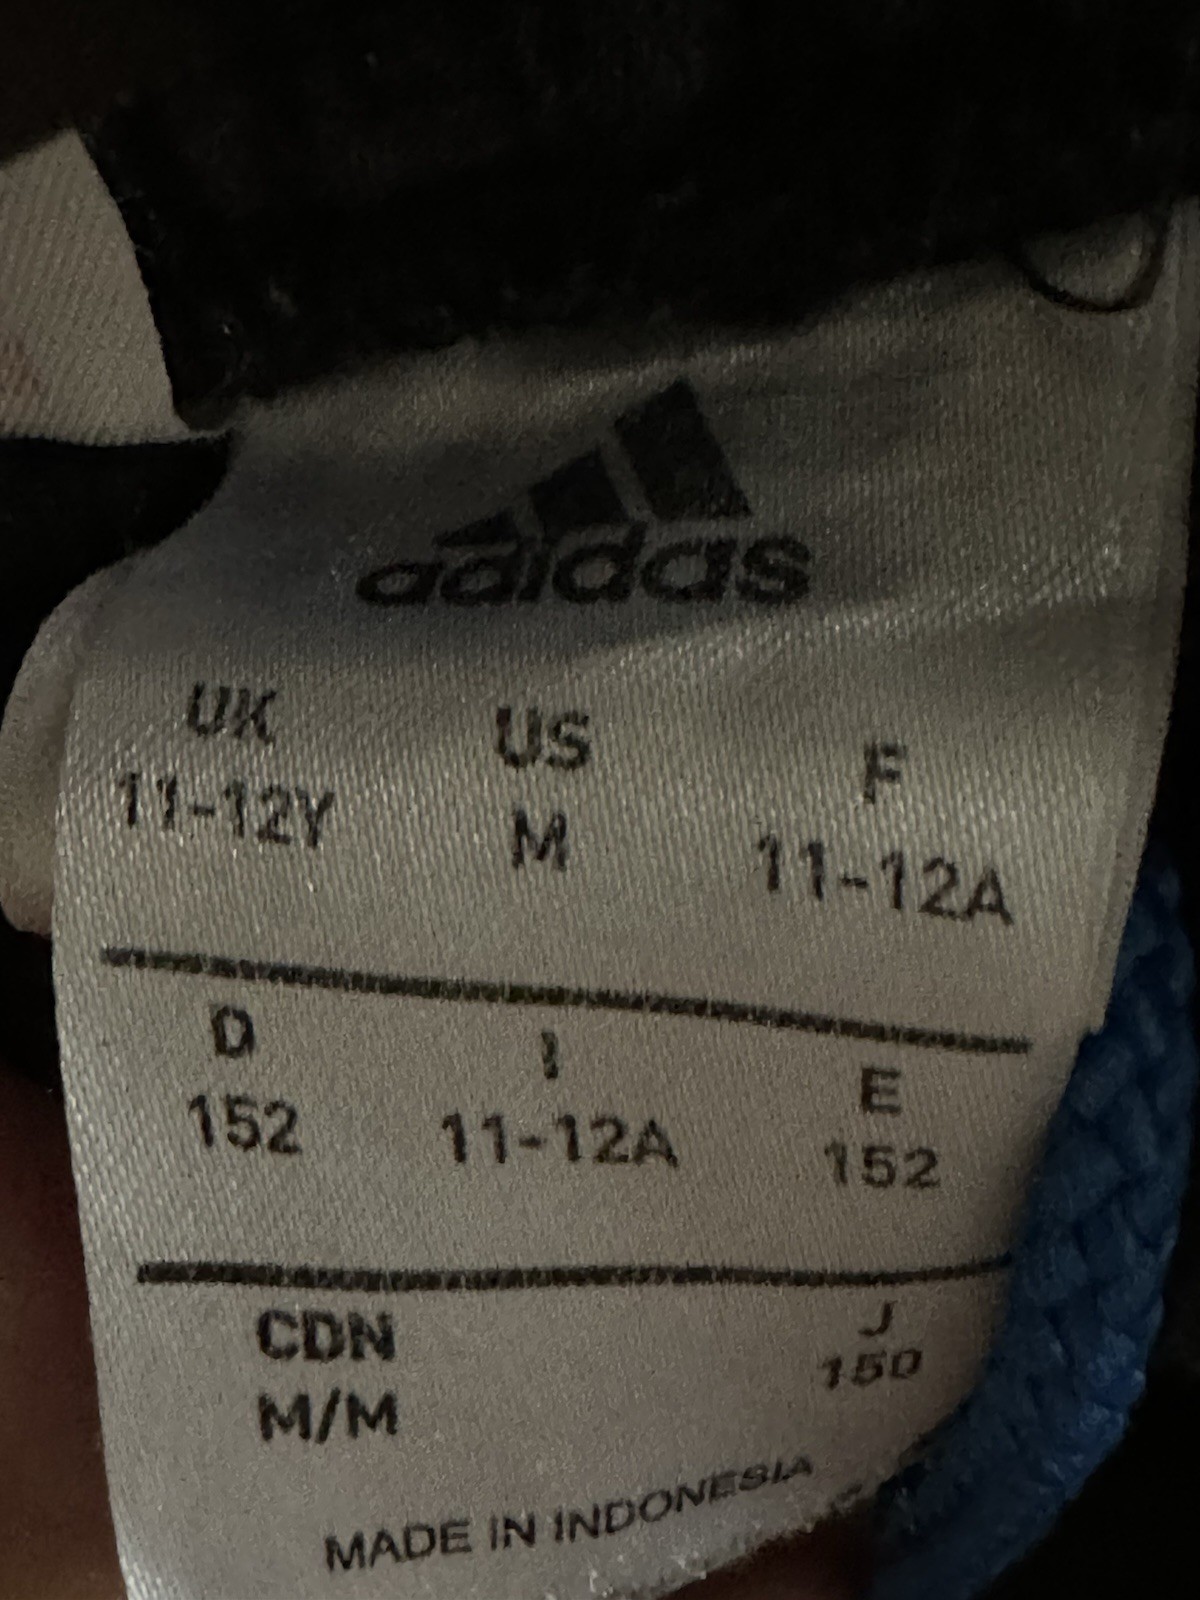 adidas
UK US F
11-12Y M 11-12A
D I E
152 11-12A 152
CDN J
M/M 150
MADE IN INDONESIA